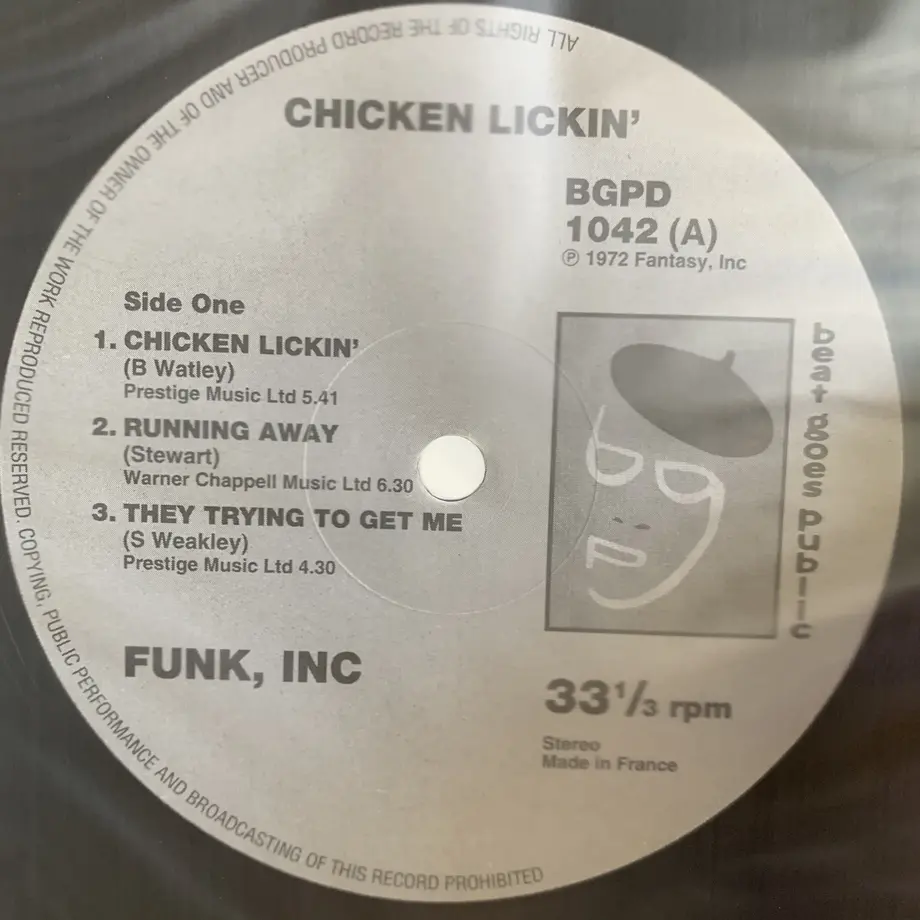 CHICKEN LICKIN'
BGPD
1042 (A)
℗ 1972 Fantasy, Inc
Side One
1. CHICKEN LICKIN'
(B Watley)
Prestige Music Ltd 5.41
2. RUNNING AWAY
(Stewart)
Warner Chappell Music Ltd 6.30
3. THEY TRYING TO GET ME
(S Weakley)
Prestige Music Ltd 4.30
bgp
beat goes public
FUNK, INC
33⅓ rpm
Stereo
Made in France
ALL RIGHTS OF THE RECORD PRODUCER AND OF THE OWNER OF THE WORK REPRODUCED RESERVED. COPYING, PUBLIC PERFORMANCE AND BROADCASTING OF THIS RECORD PROHIBITED